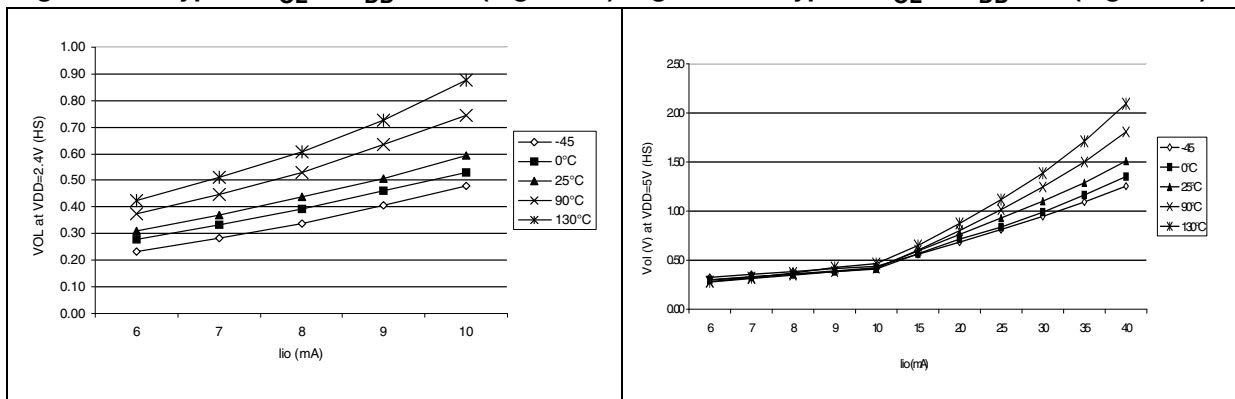 VOL at VDD=2.4V (HS)
1.00
0.90
0.80
0.70
0.60
0.50
0.40
0.30
0.20
0.10
0.00
6 7 8 9 10
Iio (mA)
-45
0°C
25°C
90°C
130°C
Vol (V) at VDD=5V (HS)
2.50
2.00
1.50
1.00
0.50
0.00
6 7 8 9 10 15 20 25 30 35 40
Iio(mA)
-45
0°C
25°C
90°C
130°C